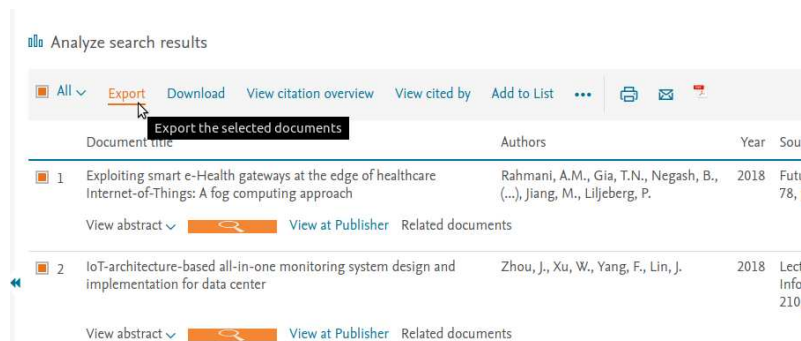 Analyze search results
All Export Download View citation overview View cited by Add to List
Export the selected documents
Document title Authors Year Sou
1 Exploiting smart e-Health gateways at the edge of healthcare Rahmani, A.M., Gia, T.N., Negash, B., 2018 Futu
Internet-of-Things: A fog computing approach (...), Jiang, M., Liljeberg, P. 78,
View abstract View at Publisher Related documents
2 IoT-architecture-based all-in-one monitoring system design and Zhou, J., Xu, W., Yang, F., Lin, J. 2018 Lect
implementation for data center Info
210
View abstract View at Publisher Related documents